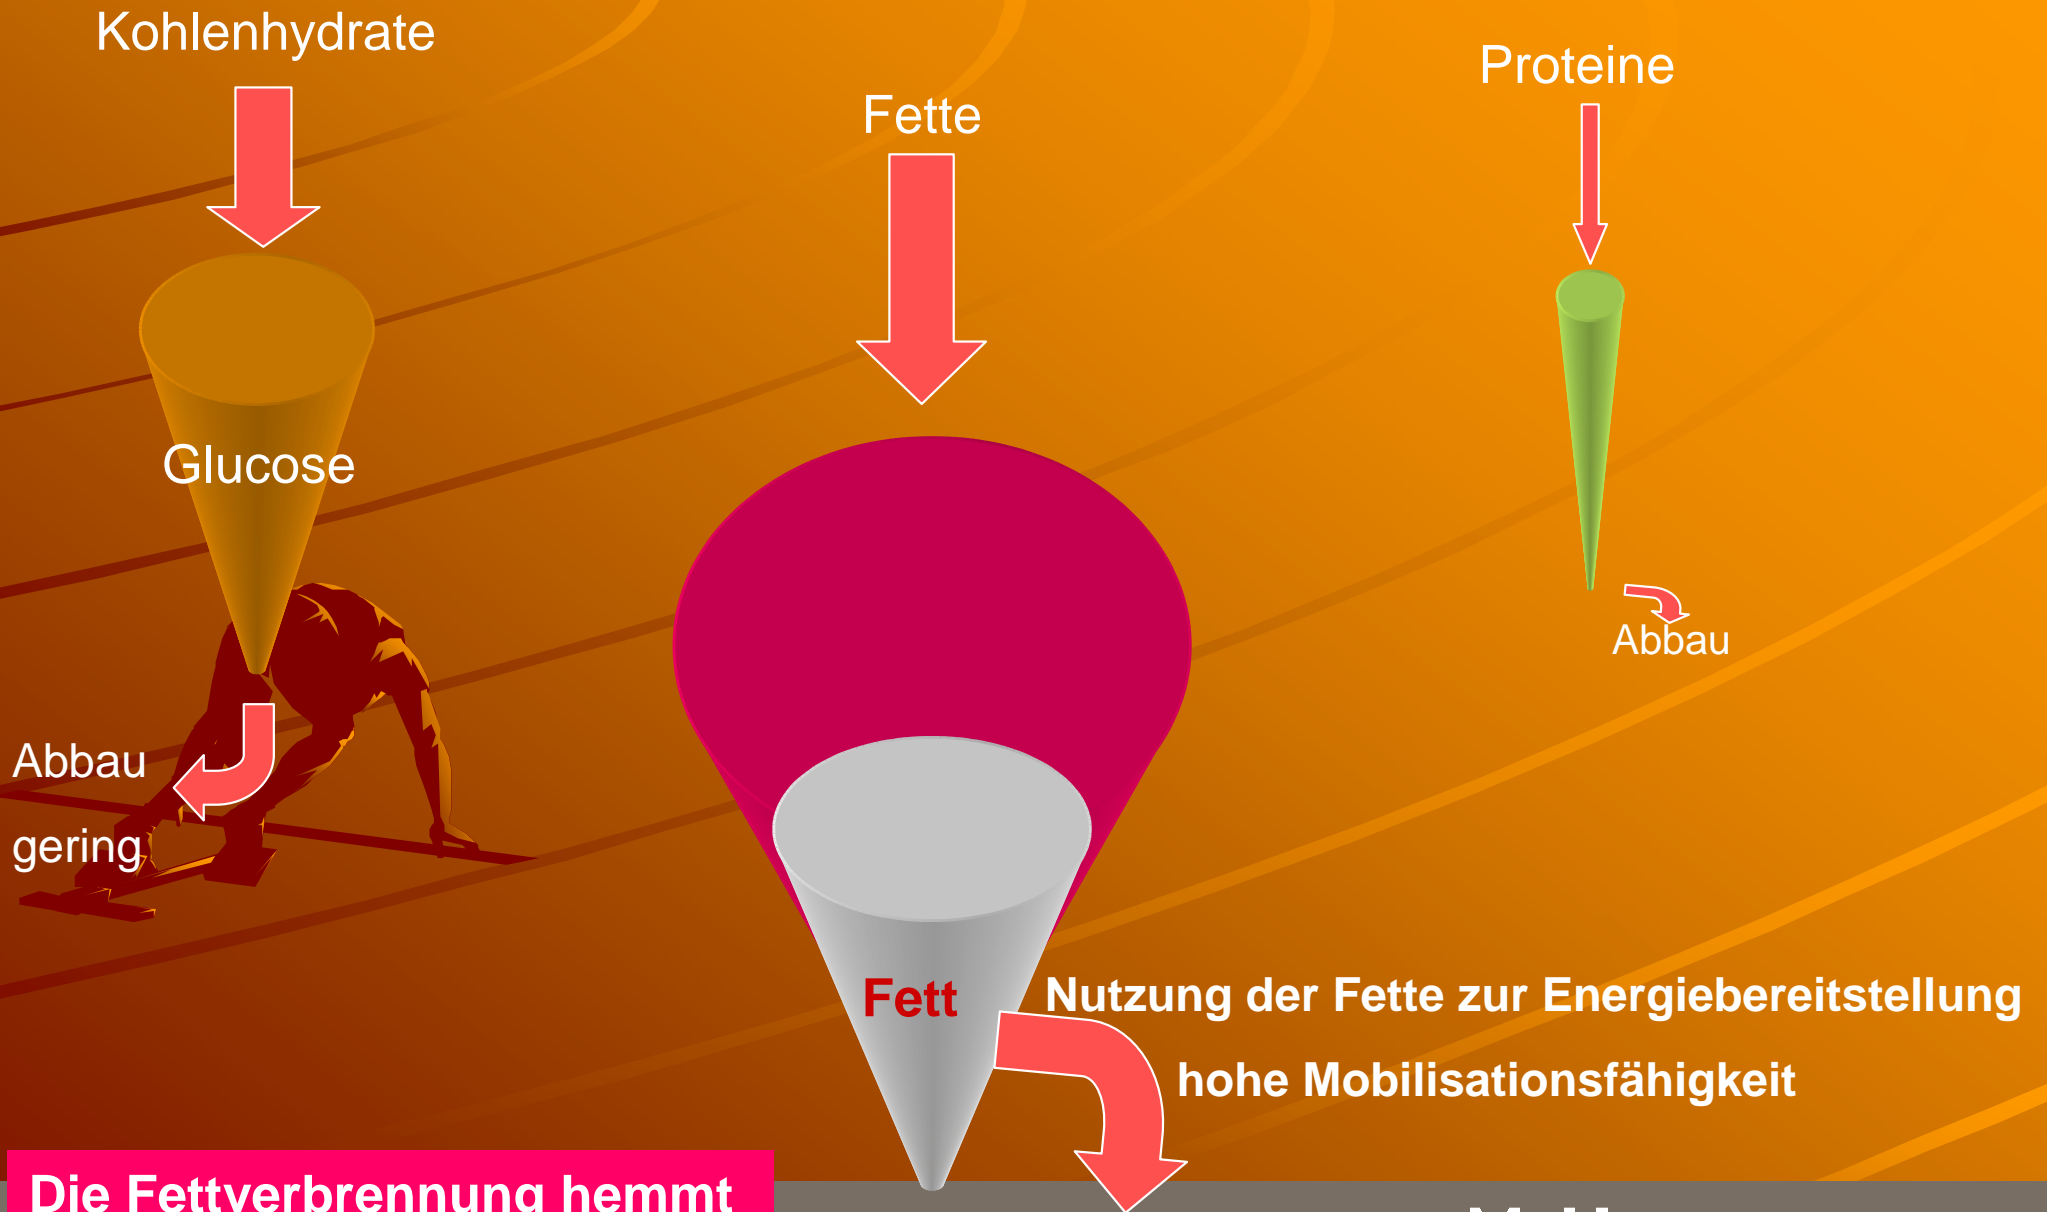 Kohlenhydrate
Fette
Proteine
Glucose
Abbau
Abbau
gering
Fett
Nutzung der Fette zur Energiebereitstellung
hohe Mobilisationsfähigkeit
Die Fettverbrennung hemmt